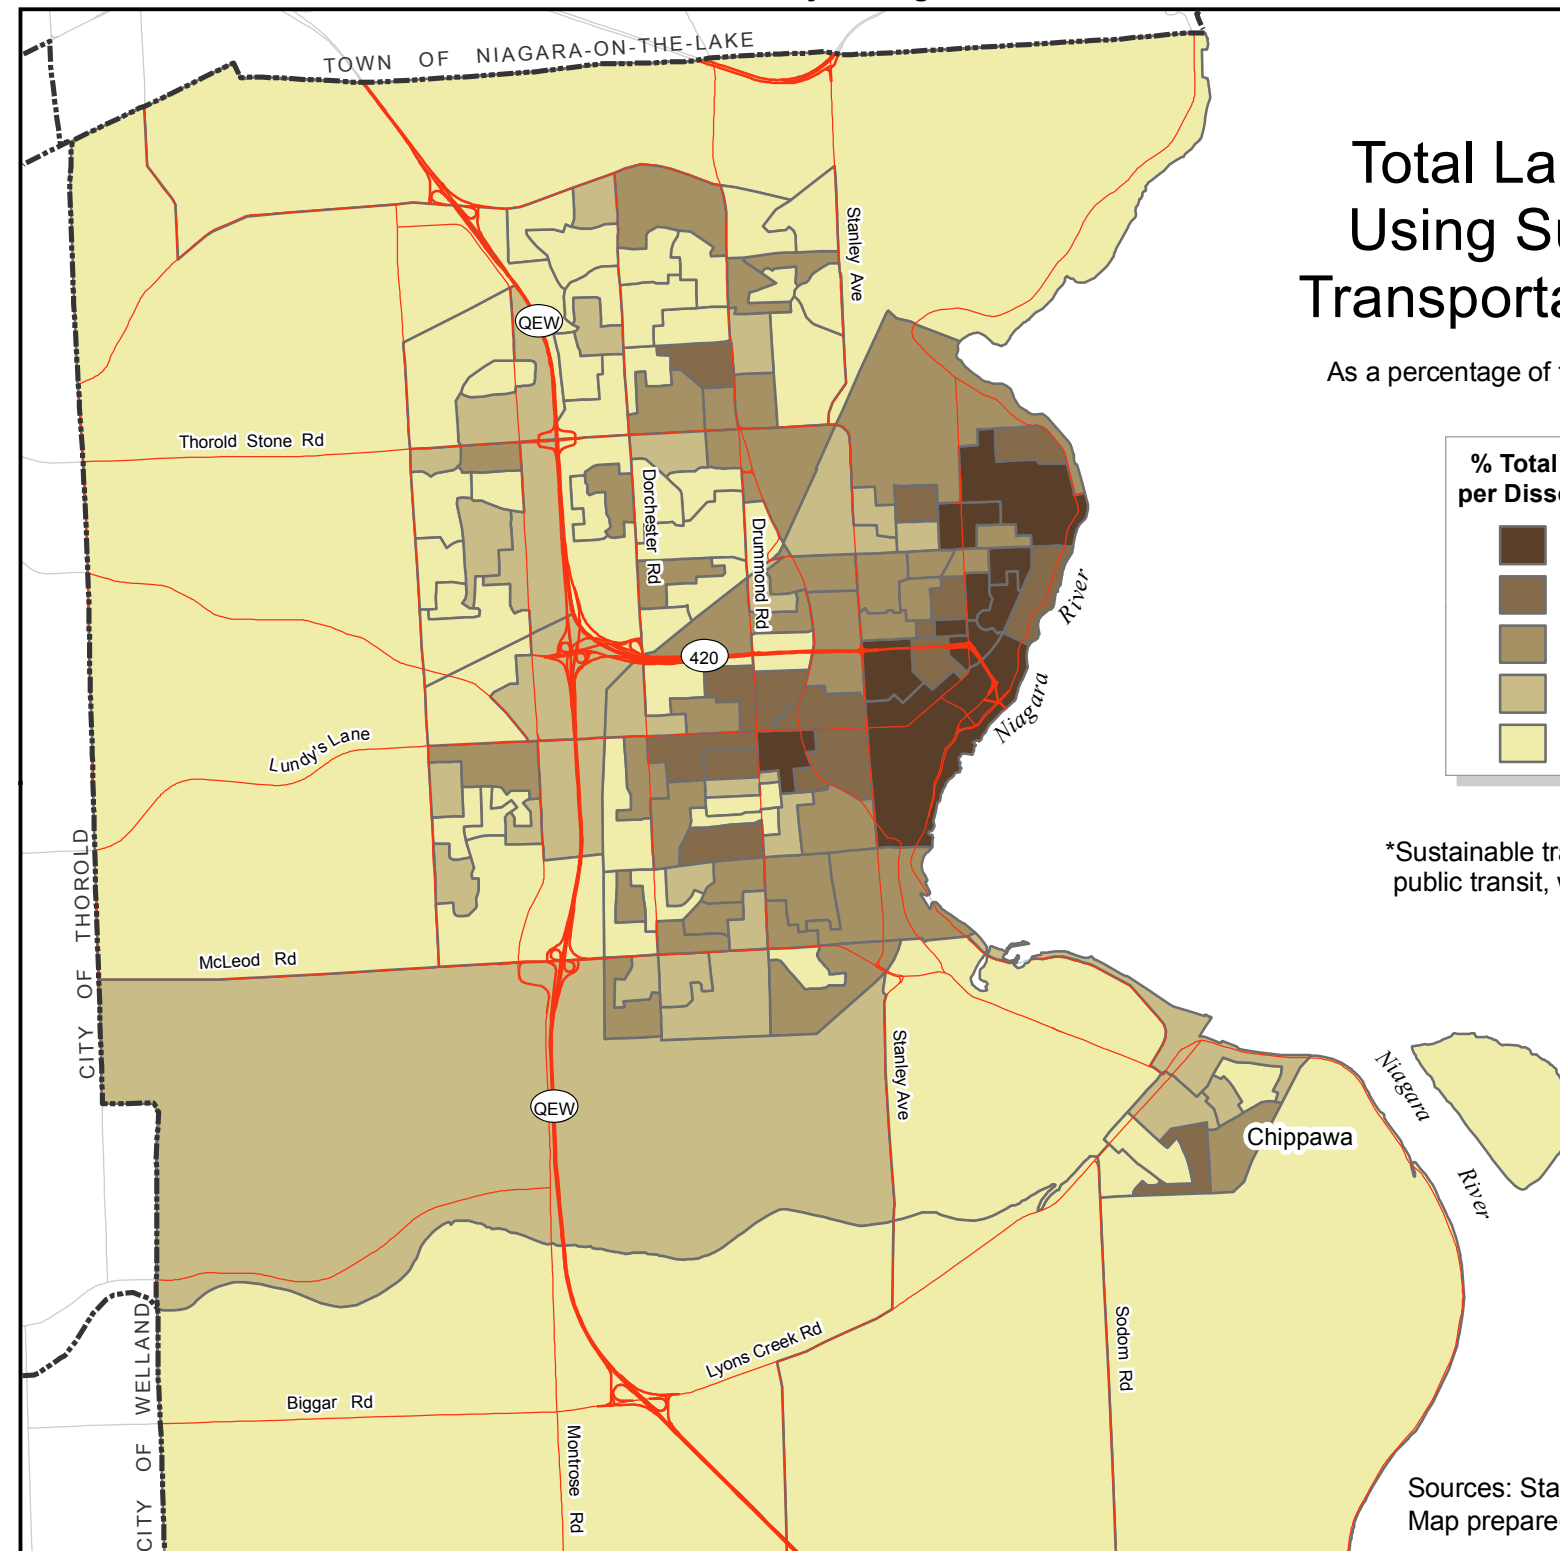 TOWN OF NIAGARA-ON-THE-LAKE
Total La
Using Su
Transporta
As a percentage of
% Total
per Disse
*Sustainable tra
public transit,
Stanley Ave
QEW
Thorold Stone Rd
Dorchester Rd
Drummond Rd
Niagara River
420
Lundy's Lane
CITY OF THOROLD
McLeod Rd
Stanley Ave
QEW
Niagara River
Chippawa
CITY OF WELLAND
Lyons Creek Rd
Sodom Rd
Biggar Rd
Montrose Rd
Sources: Sta
Map prepare